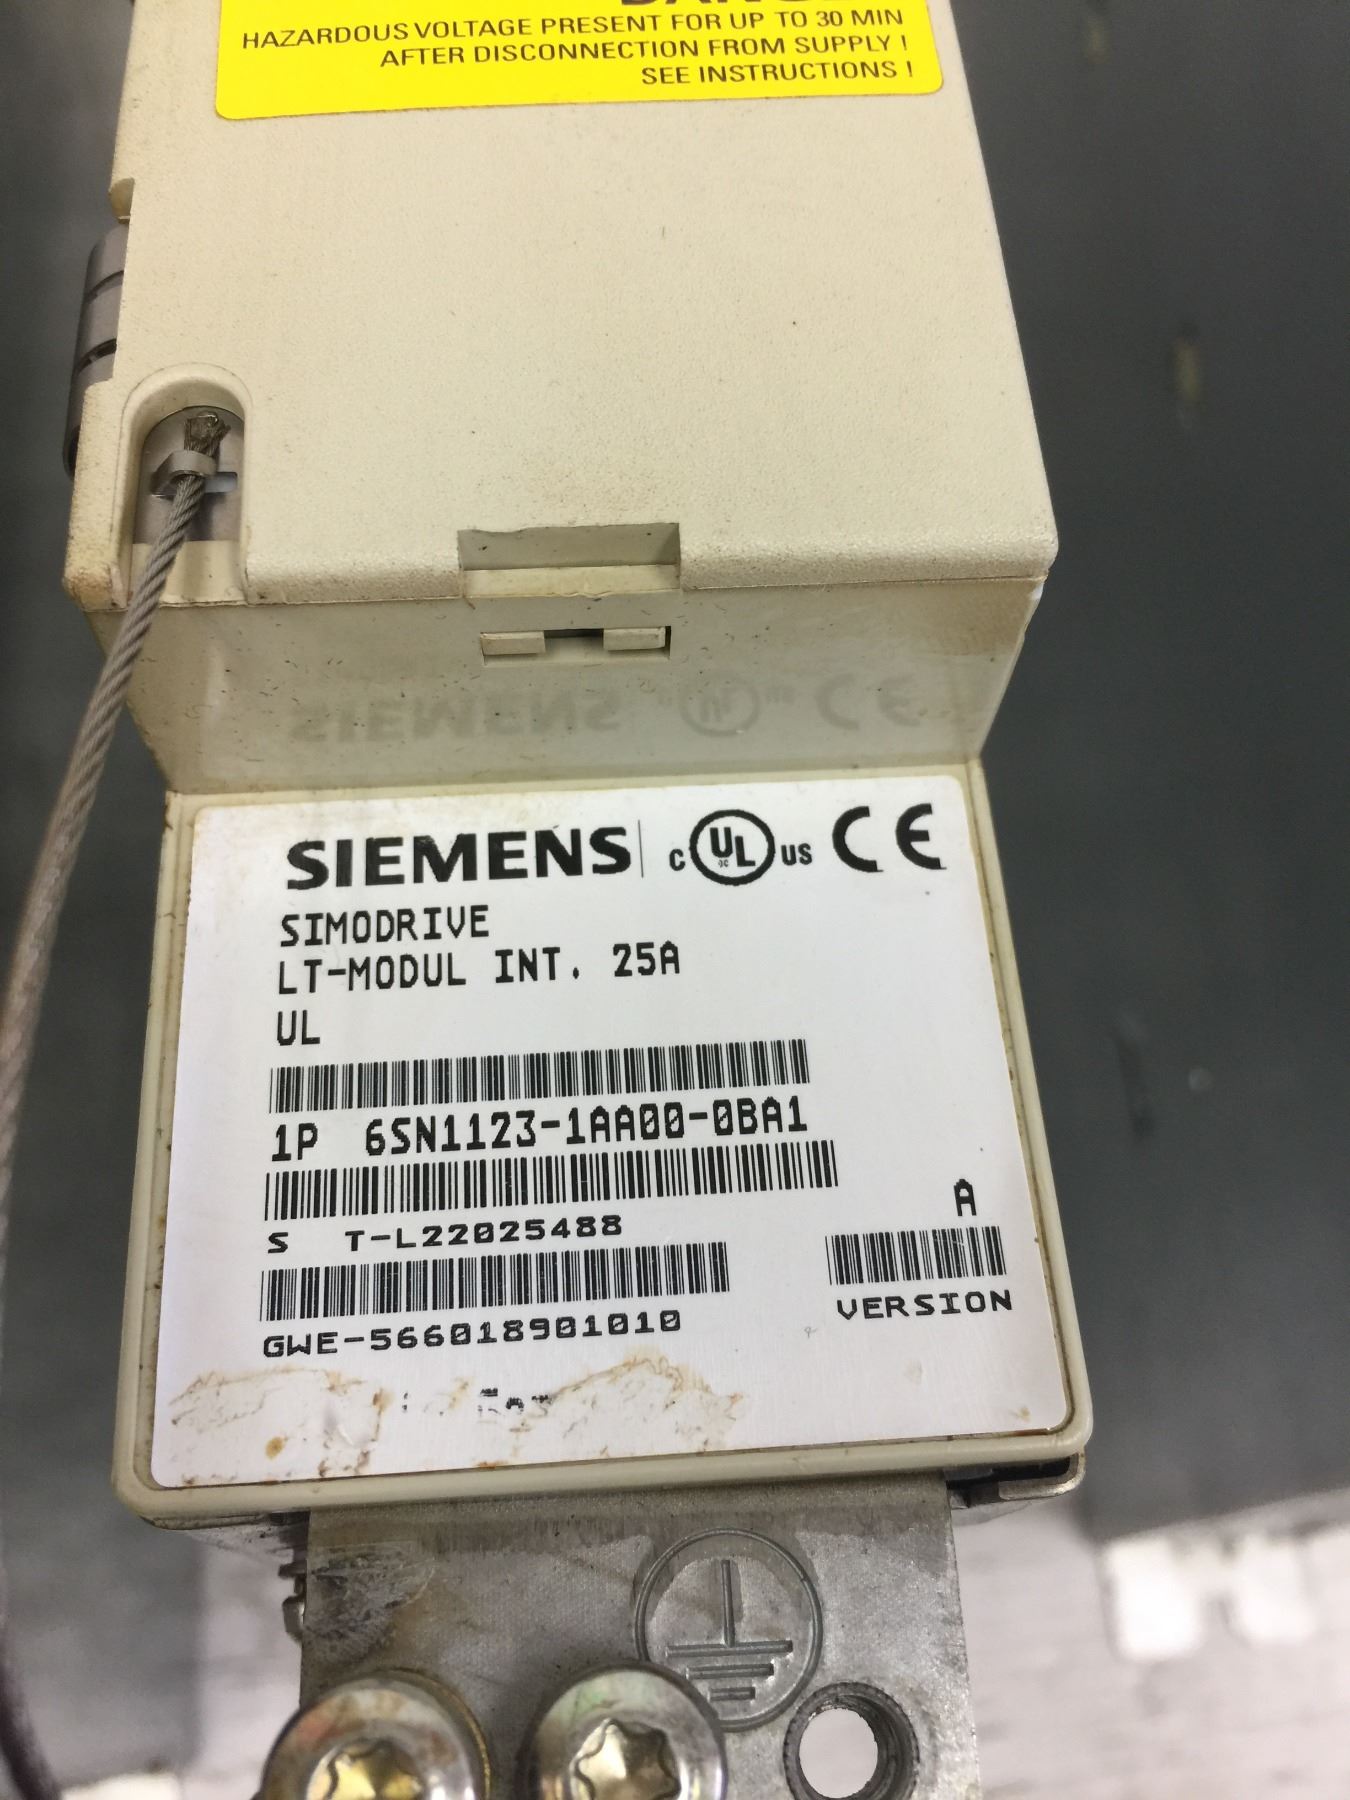 HAZARDOUS VOLTAGE PRESENT FOR UP TO 30 MIN
AFTER DISCONNECTION FROM SUPPLY !
SEE INSTRUCTIONS !
SIEMENS c UL US CE
SIMODRIVE
LT-MODUL INT. 25A
UL
1P 6SN1123-1AA00-0BA1
S T-L22025488
A
GWE-566018901010
VERSION